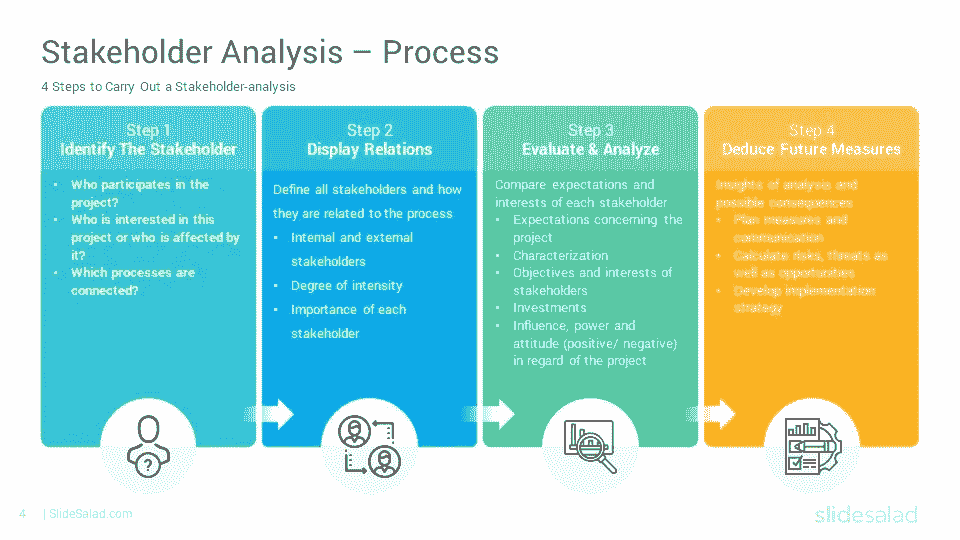 Stakeholder Analysis – Process
4 Steps to Carry Out a Stakeholder-analysis
Step 1
Identify The Stakeholder
• Who participates in the
project?
• Who is interested in this
project or who is affected by
it?
• Which processes are
connected?
Step 2
Display Relations
Define all stakeholders and how
they are related to the process
• Internal and external
stakeholders
• Degree of intensity
• Importance of each
stakeholder
Step 3
Evaluate & Analyze
Compare expectations and
interests of each stakeholder
• Expectations concerning the
project
• Characterization
• Objectives and interests of
stakeholders
• Investments
• Influence, power and
attitude (positive/ negative)
in regard of the project
Step 4
Deduce Future Measures
Insights of analysis and
possible consequences
• Plan measures and
communication
• Calculate risks, threats as
well as opportunities
• Develop implementation
strategy
?
4 | SlideSalad.com
slidesalad